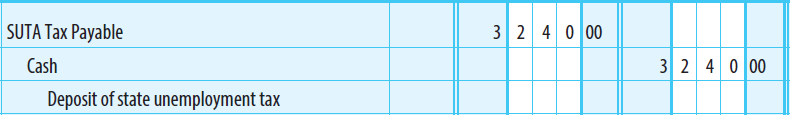 SUTA Tax Payable 3 2 4 0 00
Cash 3 2 4 0 00
Deposit of state unemployment tax